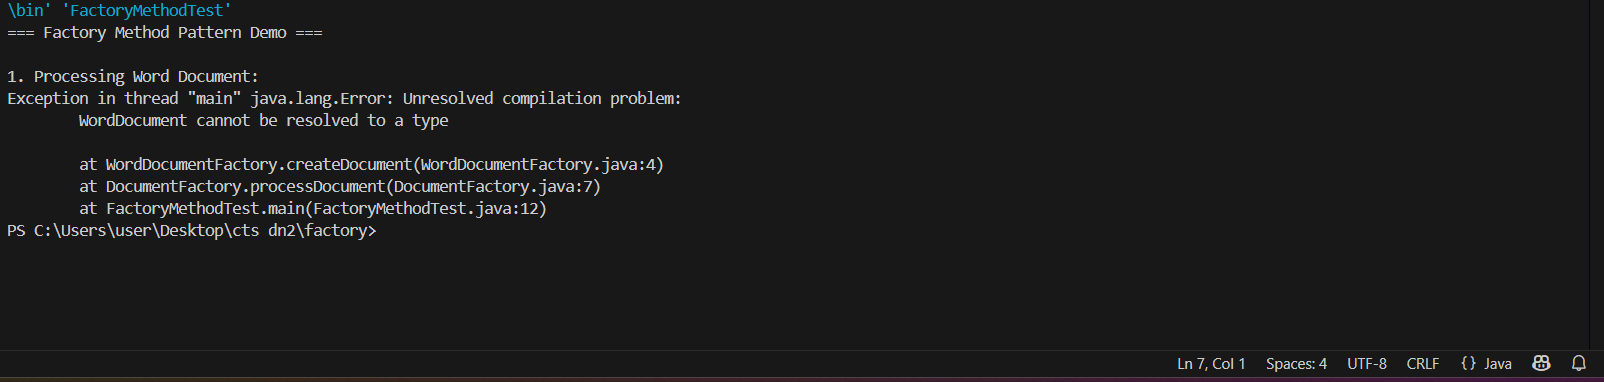 \bin' 'FactoryMethodTest'
=== Factory Method Pattern Demo ===
1. Processing Word Document:
Exception in thread "main" java.lang.Error: Unresolved compilation problem:
        WordDocument cannot be resolved to a type
        at WordDocumentFactory.createDocument(WordDocumentFactory.java:4)
        at DocumentFactory.processDocument(DocumentFactory.java:7)
        at FactoryMethodTest.main(FactoryMethodTest.java:12)
PS C:\Users\user\Desktop\cts dn2\factory>
Ln 7, Col 1 Spaces: 4 UTF-8 CRLF {} Java